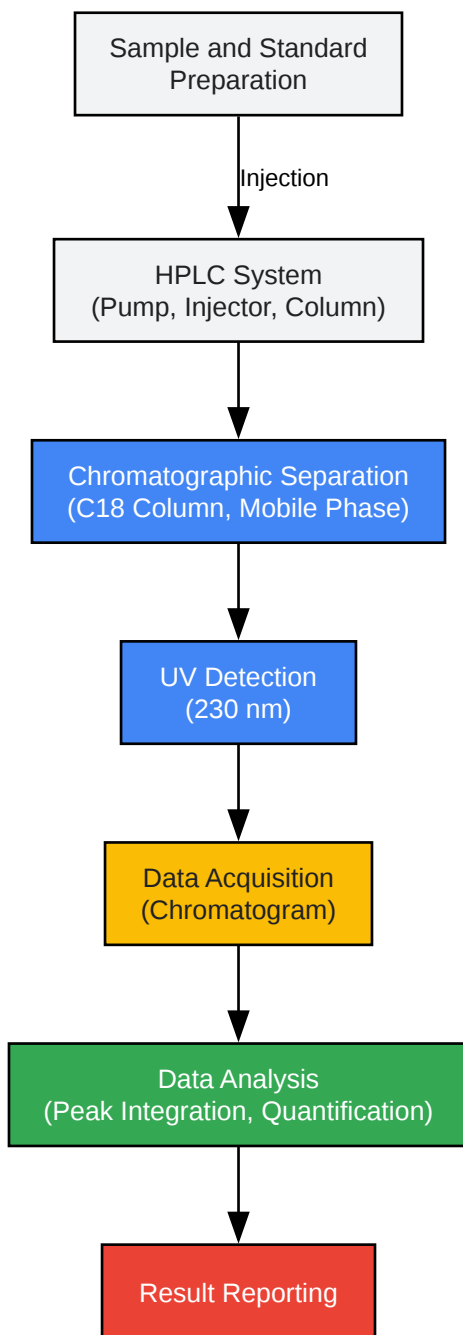 Sample and Standard
Preparation
Injection
HPLC System
(Pump, Injector, Column)
Chromatographic Separation
(C18 Column, Mobile Phase)
UV Detection
(230 nm)
Data Acquisition
(Chromatogram)
Data Analysis
(Peak Integration, Quantification)
Result Reporting